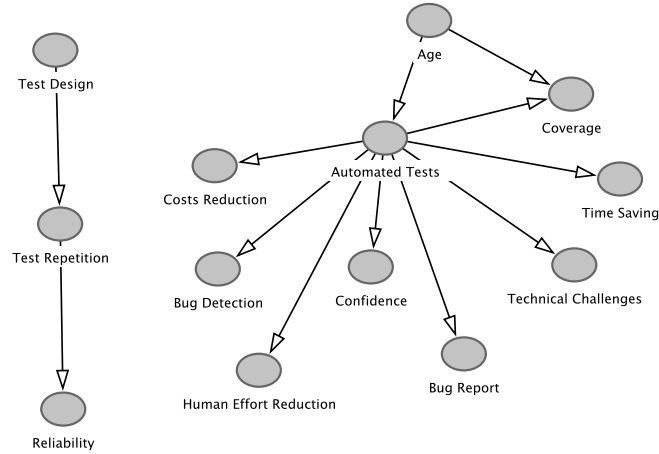 Age
Test Design
Coverage
Automated Tests
Costs Reduction
Time Saving
Test Repetition
Bug Detection
Confidence
Technical Challenges
Bug Report
Human Effort Reduction
Reliability